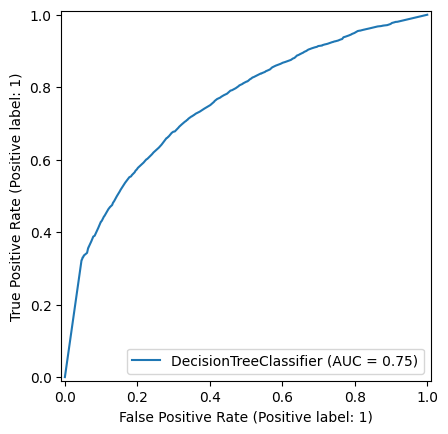 1.0
0.8
0.6
0.4
0.2
0.0
True Positive Rate (Positive label: 1)
DecisionTreeClassifier (AUC = 0.75)
0.0 0.2 0.4 0.6 0.8 1.0
False Positive Rate (Positive label: 1)